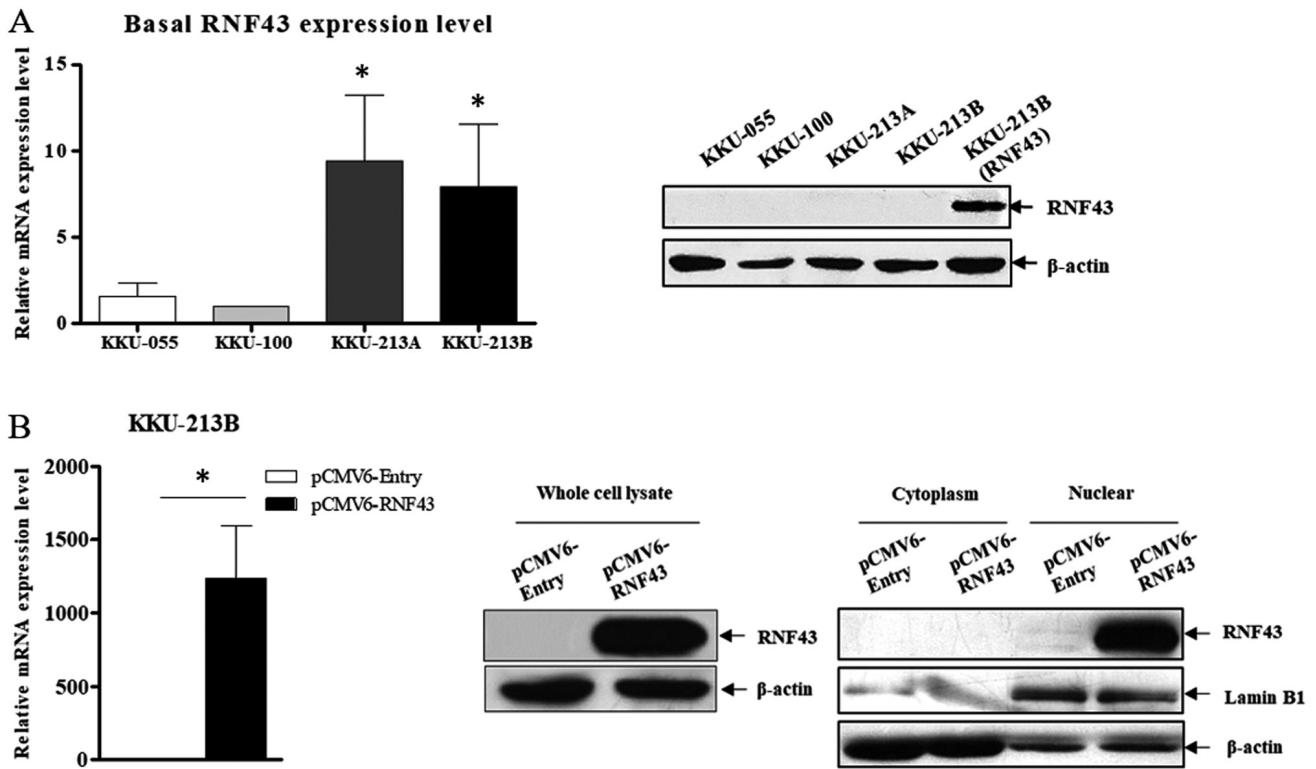 A
Basal RNF43 expression level
Relative mRNA expression level
15
10
5
0
*
*
KKU-055
KKU-100
KKU-213A
KKU-213B
KKU-055
KKU-100
KKU-213A
KKU-213B
KKU-213B
(RNF43)
RNF43
β-actin
B
KKU-213B
Relative mRNA expression level
2000
1500
1000
500
0
*
pCMV6-Entry
pCMV6-RNF43
Whole cell lysate
pCMV6-
Entry
pCMV6-
RNF43
RNF43
β-actin
Cytoplasm
Nuclear
pCMV6-
Entry
pCMV6-
RNF43
pCMV6-
Entry
pCMV6-
RNF43
RNF43
Lamin B1
β-actin